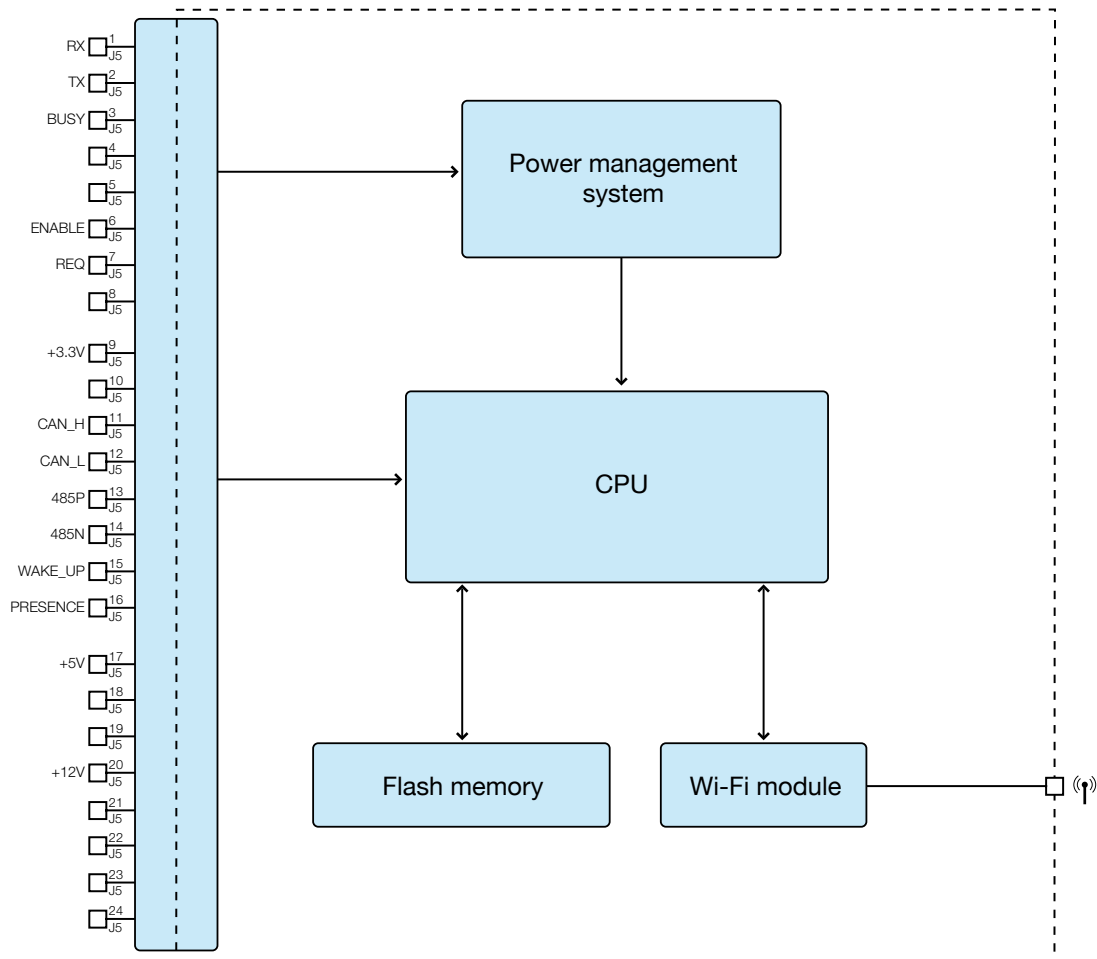 RX 1
J5
TX 2
J5
BUSY 3
J5
4
J5
5
J5
ENABLE 6
J5
REQ 7
J5
8
J5
+3.3V 9
J5
10
J5
CAN_H 11
J5
CAN_L 12
J5
485P 13
J5
485N 14
J5
WAKE_UP 15
J5
PRESENCE 16
J5
+5V 17
J5
18
J5
19
J5
+12V 20
J5
21
J5
22
J5
23
J5
24
J5
Power management
system
CPU
Flash memory
Wi-Fi module